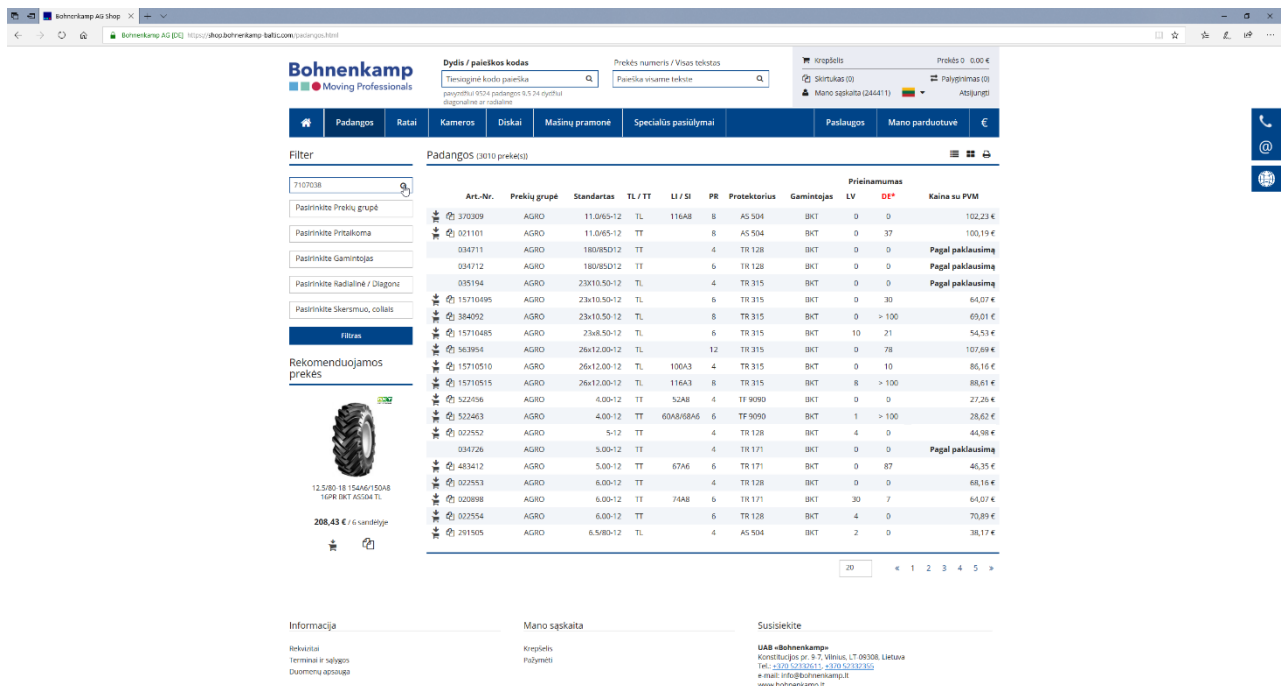 Bohnenkamp AG Shop
Bohnenkamp AG [DE] https://shop.bohnenkamp-baltic.com/padangos.html
Bohnenkamp
Moving Professionals
Dydis / paieškos kodas
Tiesioginė kodo paieška
pavyzdžiui 9524 padangos 9.5 24 dydžiui
diagonalinė ar radialinė
Prekės numeris / Visas tekstas
Paieška visame tekste
Krepšelis Prekės 0 0.00 €
Skirtukas (0) Palyginimas (0)
Mano sąskaita (244411) Atsijungti
Padangos Ratai Kameros Diskai Mašinų pramonė Specialūs pasiūlymai Paslaugos Mano parduotuvė €
Filter
7107038
Pasirinkite Prekių grupė
Pasirinkite Pritaikoma
Pasirinkite Gamintojas
Pasirinkite Radialinė / Diagona
Pasirinkite Skersmuo, coliais
Filtras
Rekomenduojamos
prekės
12.5/80-18 154A6/150A8
16PR BKT AS504 TL
208,43 € / 6 sandėlyje
Padangos (3010 prekė(s))
Prieinamumas
Art.-Nr. Prekių grupė Standartas TL / TT LI / SI PR Protektorius Gamintojas LV DE* Kaina su PVM
370309 AGRO 11.0/65-12 TL 116A8 8 AS 504 BKT 0 0 102,23 €
021101 AGRO 11.0/65-12 TT 8 AS 504 BKT 0 37 100,19 €
034711 AGRO 180/85D12 TT 4 TR 128 BKT 0 0 Pagal paklausimą
034712 AGRO 180/85D12 TT 6 TR 128 BKT 0 0 Pagal paklausimą
035194 AGRO 23X10.50-12 TL 4 TR 315 BKT 0 0 Pagal paklausimą
15710495 AGRO 23x10.50-12 TL 6 TR 315 BKT 0 30 64,07 €
384092 AGRO 23x10.50-12 TL 8 TR 315 BKT 0 > 100 69,01 €
15710485 AGRO 23x8.50-12 TL 6 TR 315 BKT 10 21 54,53 €
563954 AGRO 26x12.00-12 TL 12 TR 315 BKT 0 78 107,69 €
15710510 AGRO 26x12.00-12 TL 100A3 4 TR 315 BKT 0 10 86,16 €
15710515 AGRO 26x12.00-12 TL 116A3 8 TR 315 BKT 8 > 100 88,61 €
522456 AGRO 4.00-12 TT 52A8 4 TF 9090 BKT 0 0 27,26 €
522463 AGRO 4.00-12 TT 60A8/68A6 6 TF 9090 BKT 1 > 100 28,62 €
022552 AGRO 5-12 TT 4 TR 128 BKT 4 0 44,98 €
034726 AGRO 5.00-12 TT 4 TR 171 BKT 0 0 Pagal paklausimą
483412 AGRO 5.00-12 TT 67A6 6 TR 171 BKT 0 87 46,35 €
022553 AGRO 6.00-12 TT 4 TR 128 BKT 0 0 68,16 €
020898 AGRO 6.00-12 TT 74A8 6 TR 171 BKT 30 7 64,07 €
022554 AGRO 6.00-12 TT 6 TR 128 BKT 4 0 70,89 €
291505 AGRO 6.5/80-12 TL 4 AS 504 BKT 2 0 38,17 €
20 « 1 2 3 4 5 »
Informacija
Rekvizitai
Terminai ir sąlygos
Duomenų apsauga
Mano sąskaita
Krepšelis
Pažymėti
Susisiekite
UAB «Bohnenkamp»
Konstitucijos pr. 9-7, Vilnius, LT-09308, Lietuva
Tel.: +370 52332611, +370 52332355
e-mail: info@bohnenkamp.lt
www.bohnenkamp.lt